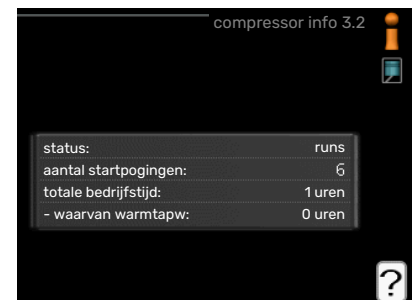 compressor info 3.2
status: runs
aantal startpogingen: 6
totale bedrijfstijd: 1 uren
- waarvan warmtapw: 0 uren
?